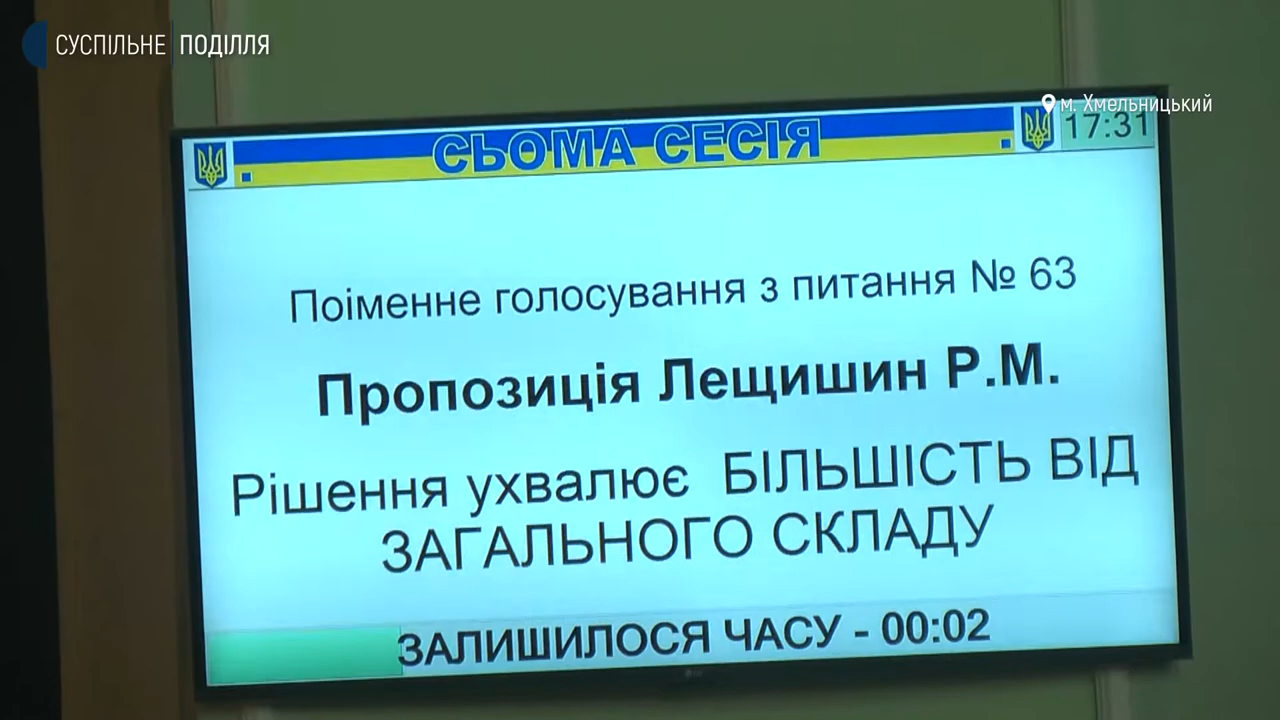 СУСПІЛЬНЕ ПОДІЛЛЯ
м. Хмельницький
СЬОМА СЕСІЯ
17:31
Поіменне голосування з питання № 63
Пропозиція Лещишин Р.М.
Рішення ухвалює БІЛЬШІСТЬ ВІД
ЗАГАЛЬНОГО СКЛАДУ
ЗАЛИШИЛОСЯ ЧАСУ - 00:02